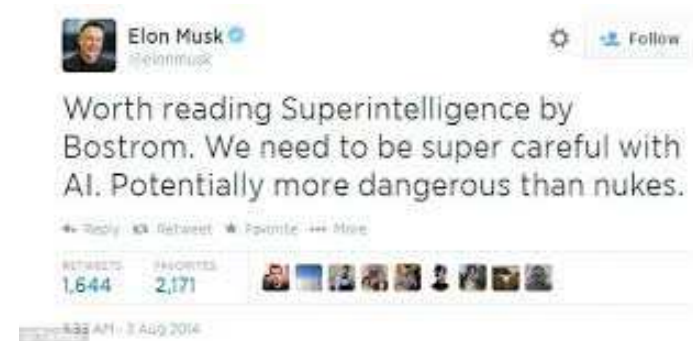 Elon Musk
@elonmusk
Follow
Worth reading Superintelligence by
Bostrom. We need to be super careful with
AI. Potentially more dangerous than nukes.
Reply Retweet Favorite More
RETWEETS FAVORITES
1,644 2,171
AM - 3 Aug 2014